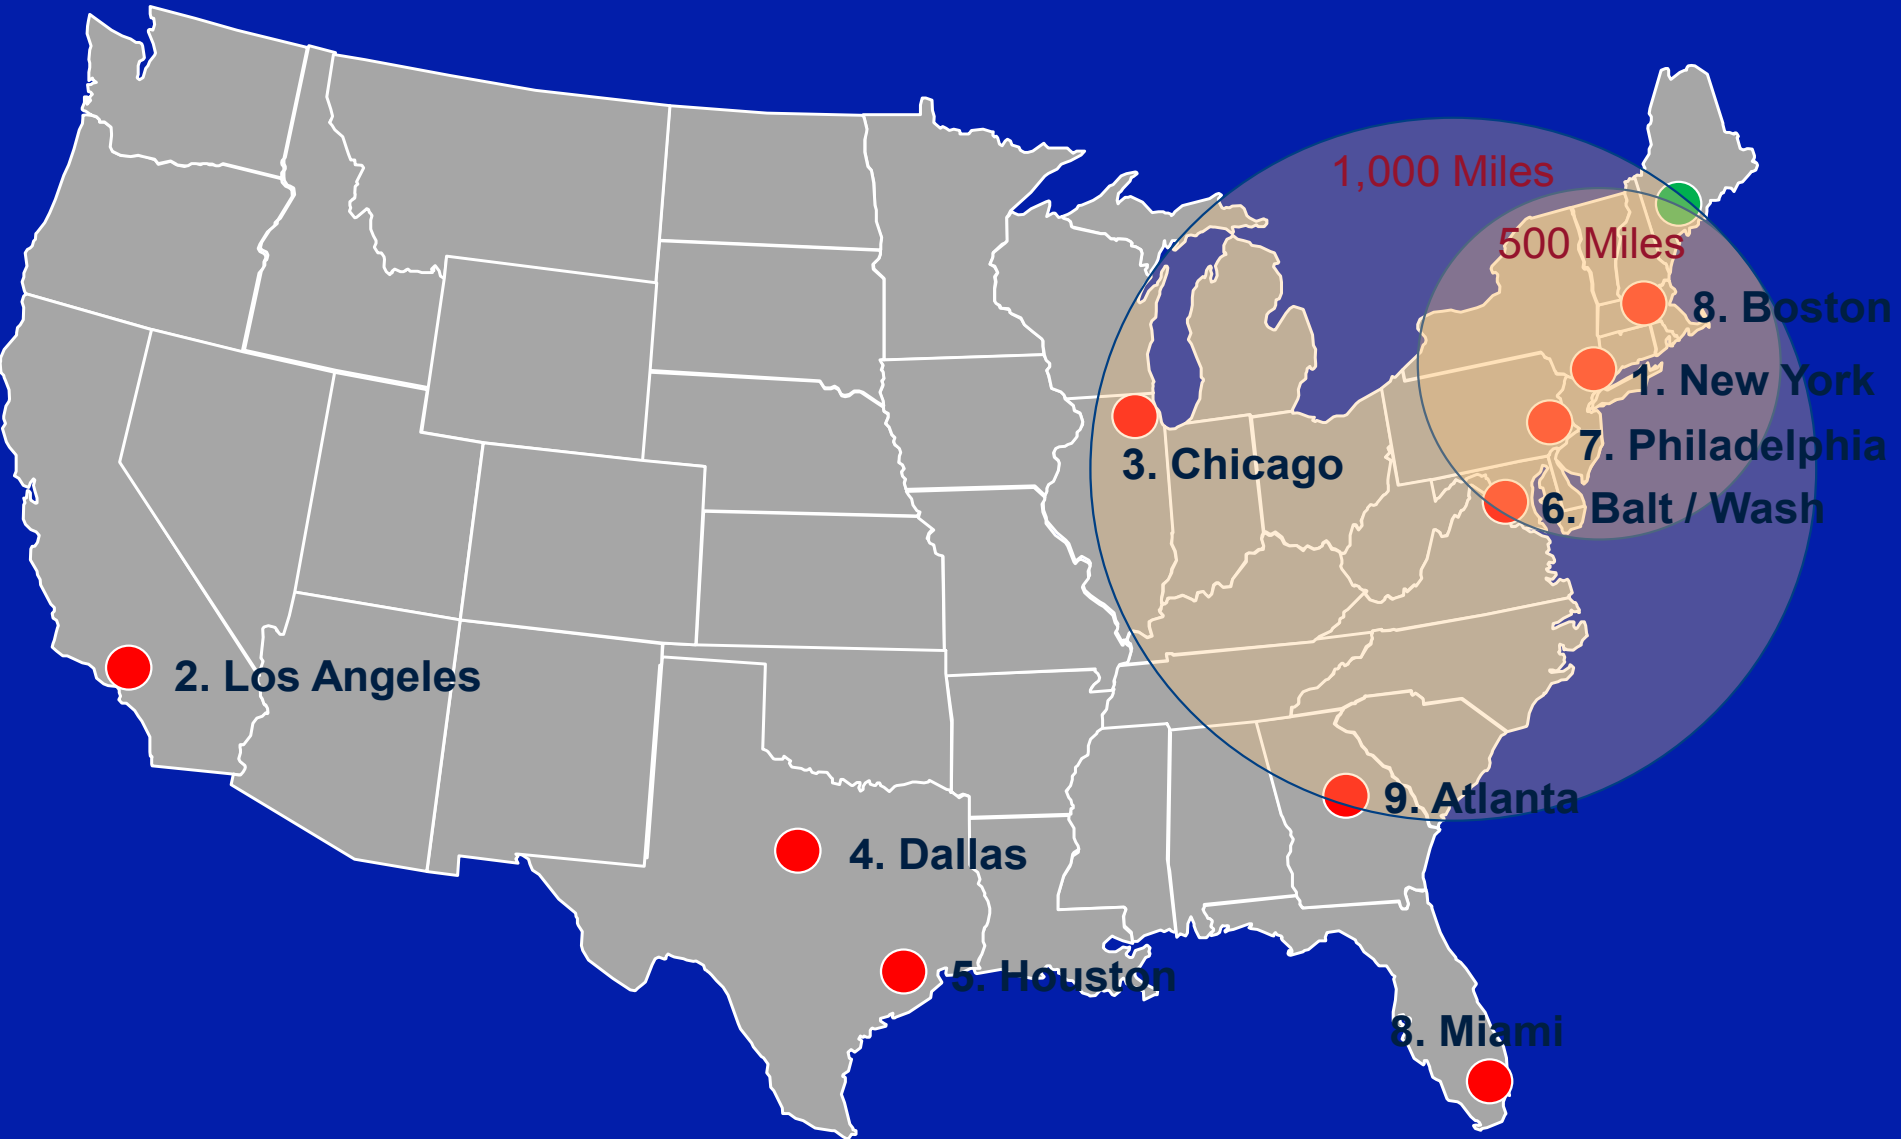 1,000 Miles
500 Miles
8. Boston
1. New York
7. Philadelphia
3. Chicago
6. Balt / Wash
2. Los Angeles
9. Atlanta
4. Dallas
5. Houston
8. Miami